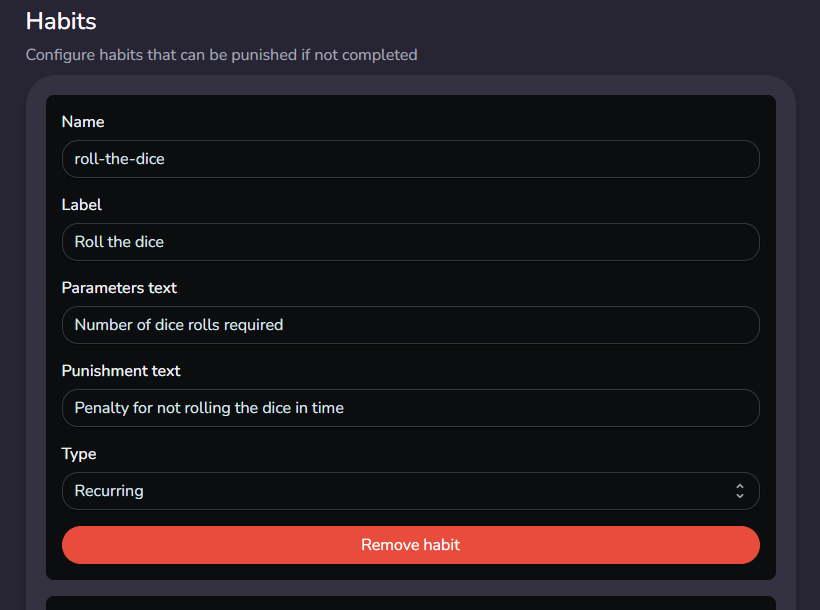 Habits
Configure habits that can be punished if not completed
Name
roll-the-dice
Label
Roll the dice
Parameters text
Number of dice rolls required
Punishment text
Penalty for not rolling the dice in time
Type
Recurring
Remove habit